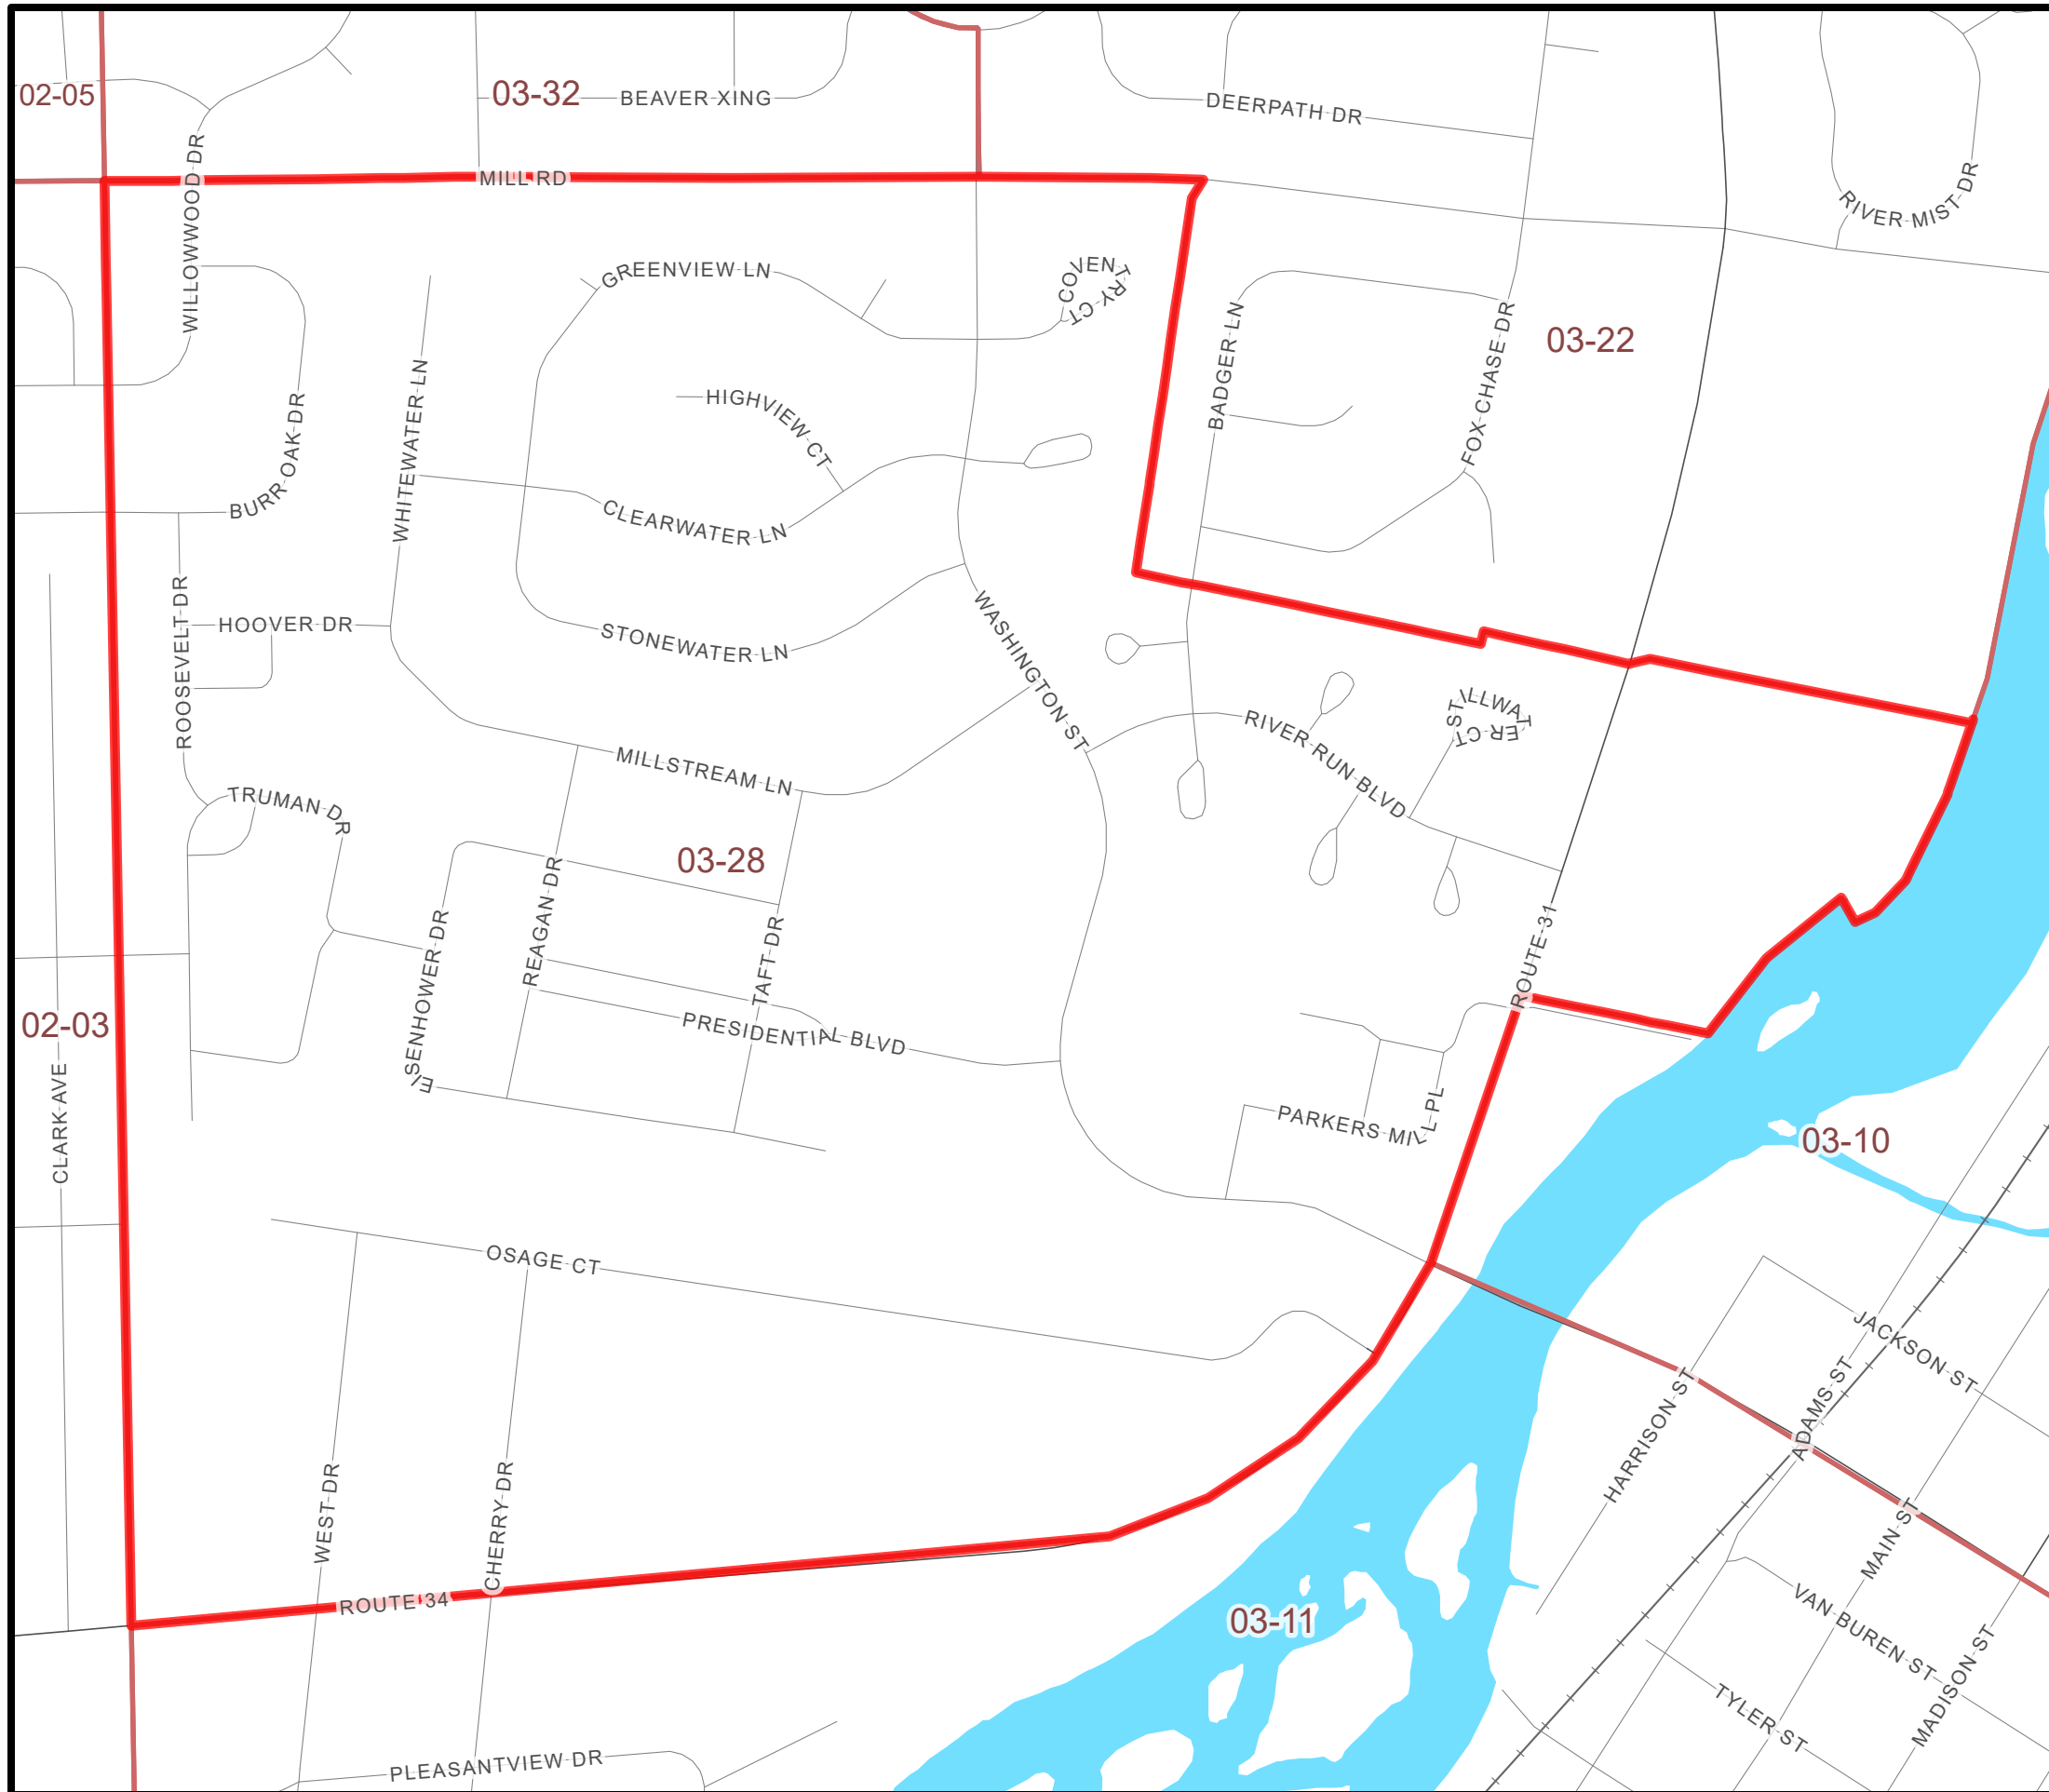 02-05
03-32
BEAVER XING
DEERPATH DR
WILLOWWOOD DR
MILL RD
RIVER MIST DR
GREENVIEW LN
COVENTRY CT
BADGER LN
FOX CHASE DR
03-22
WHITEWATER LN
HIGHVIEW CT
BURR OAK DR
CLEARWATER LN
ROOSEVELT DR
HOOVER DR
STONEWATER LN
WASHINGTON ST
RIVER RUN BLVD
STILLWATER CT
MILLSTREAM LN
TRUMAN DR
03-28
REAGAN DR
EISENHOWER DR
TAFT DR
ROUTE 31
02-03
PRESIDENTIAL BLVD
CLARK AVE
PARKERS MILL PL
03-10
OSAGE CT
JACKSON ST
HARRISON ST
ADAMS ST
WEST DR
CHERRY DR
MAIN ST
ROUTE 34
03-11
VAN BUREN ST
MADISON ST
TYLER ST
PLEASANTVIEW DR